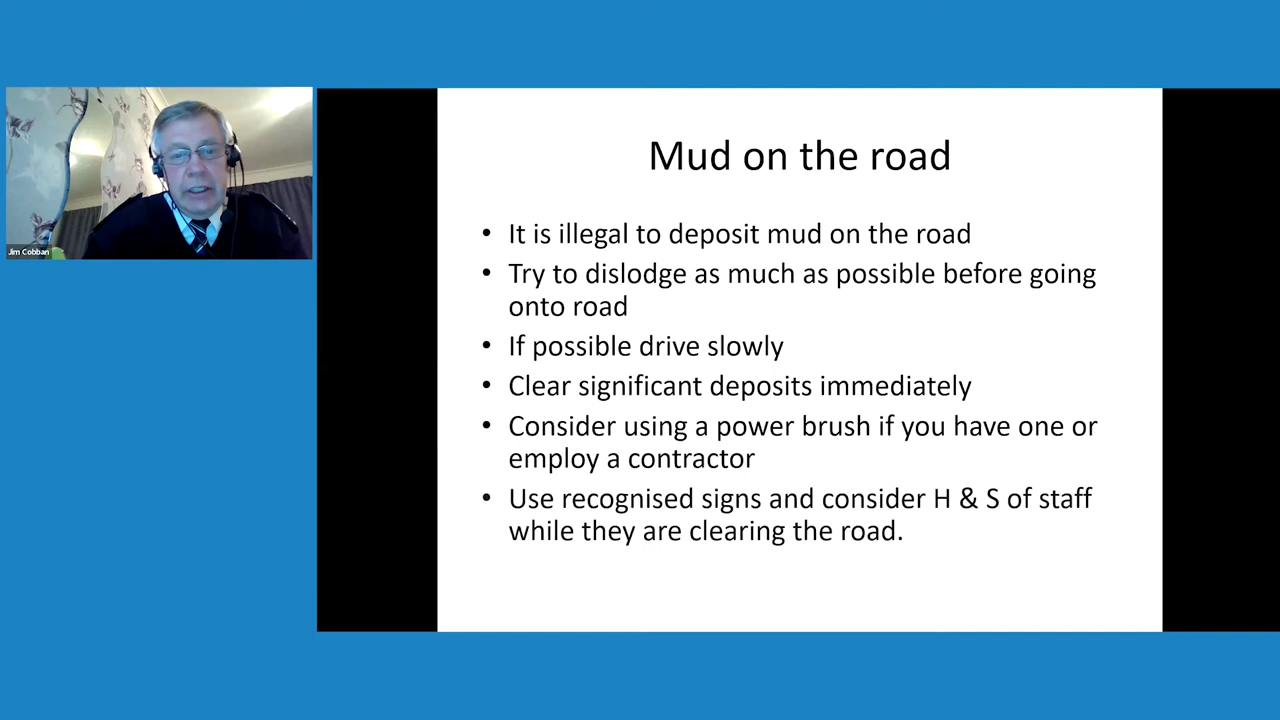 Jim Cobban
Mud on the road
• It is illegal to deposit mud on the road
• Try to dislodge as much as possible before going
onto road
• If possible drive slowly
• Clear significant deposits immediately
• Consider using a power brush if you have one or
employ a contractor
• Use recognised signs and consider H & S of staff
while they are clearing the road.